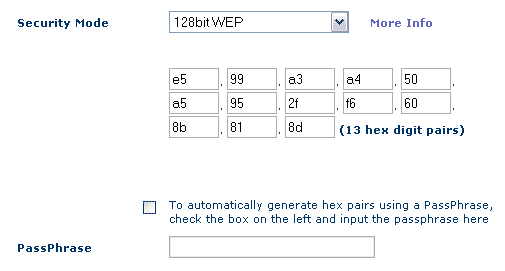 Security Mode 128bit WEP More Info
e5 . 99 . a3 . a4 . 50 .
a5 . 95 . 2f . f6 . 60 .
8b . 81 . 8d (13 hex digit pairs)
To automatically generate hex pairs using a PassPhrase,
check the box on the left and input the passphrase here
PassPhrase